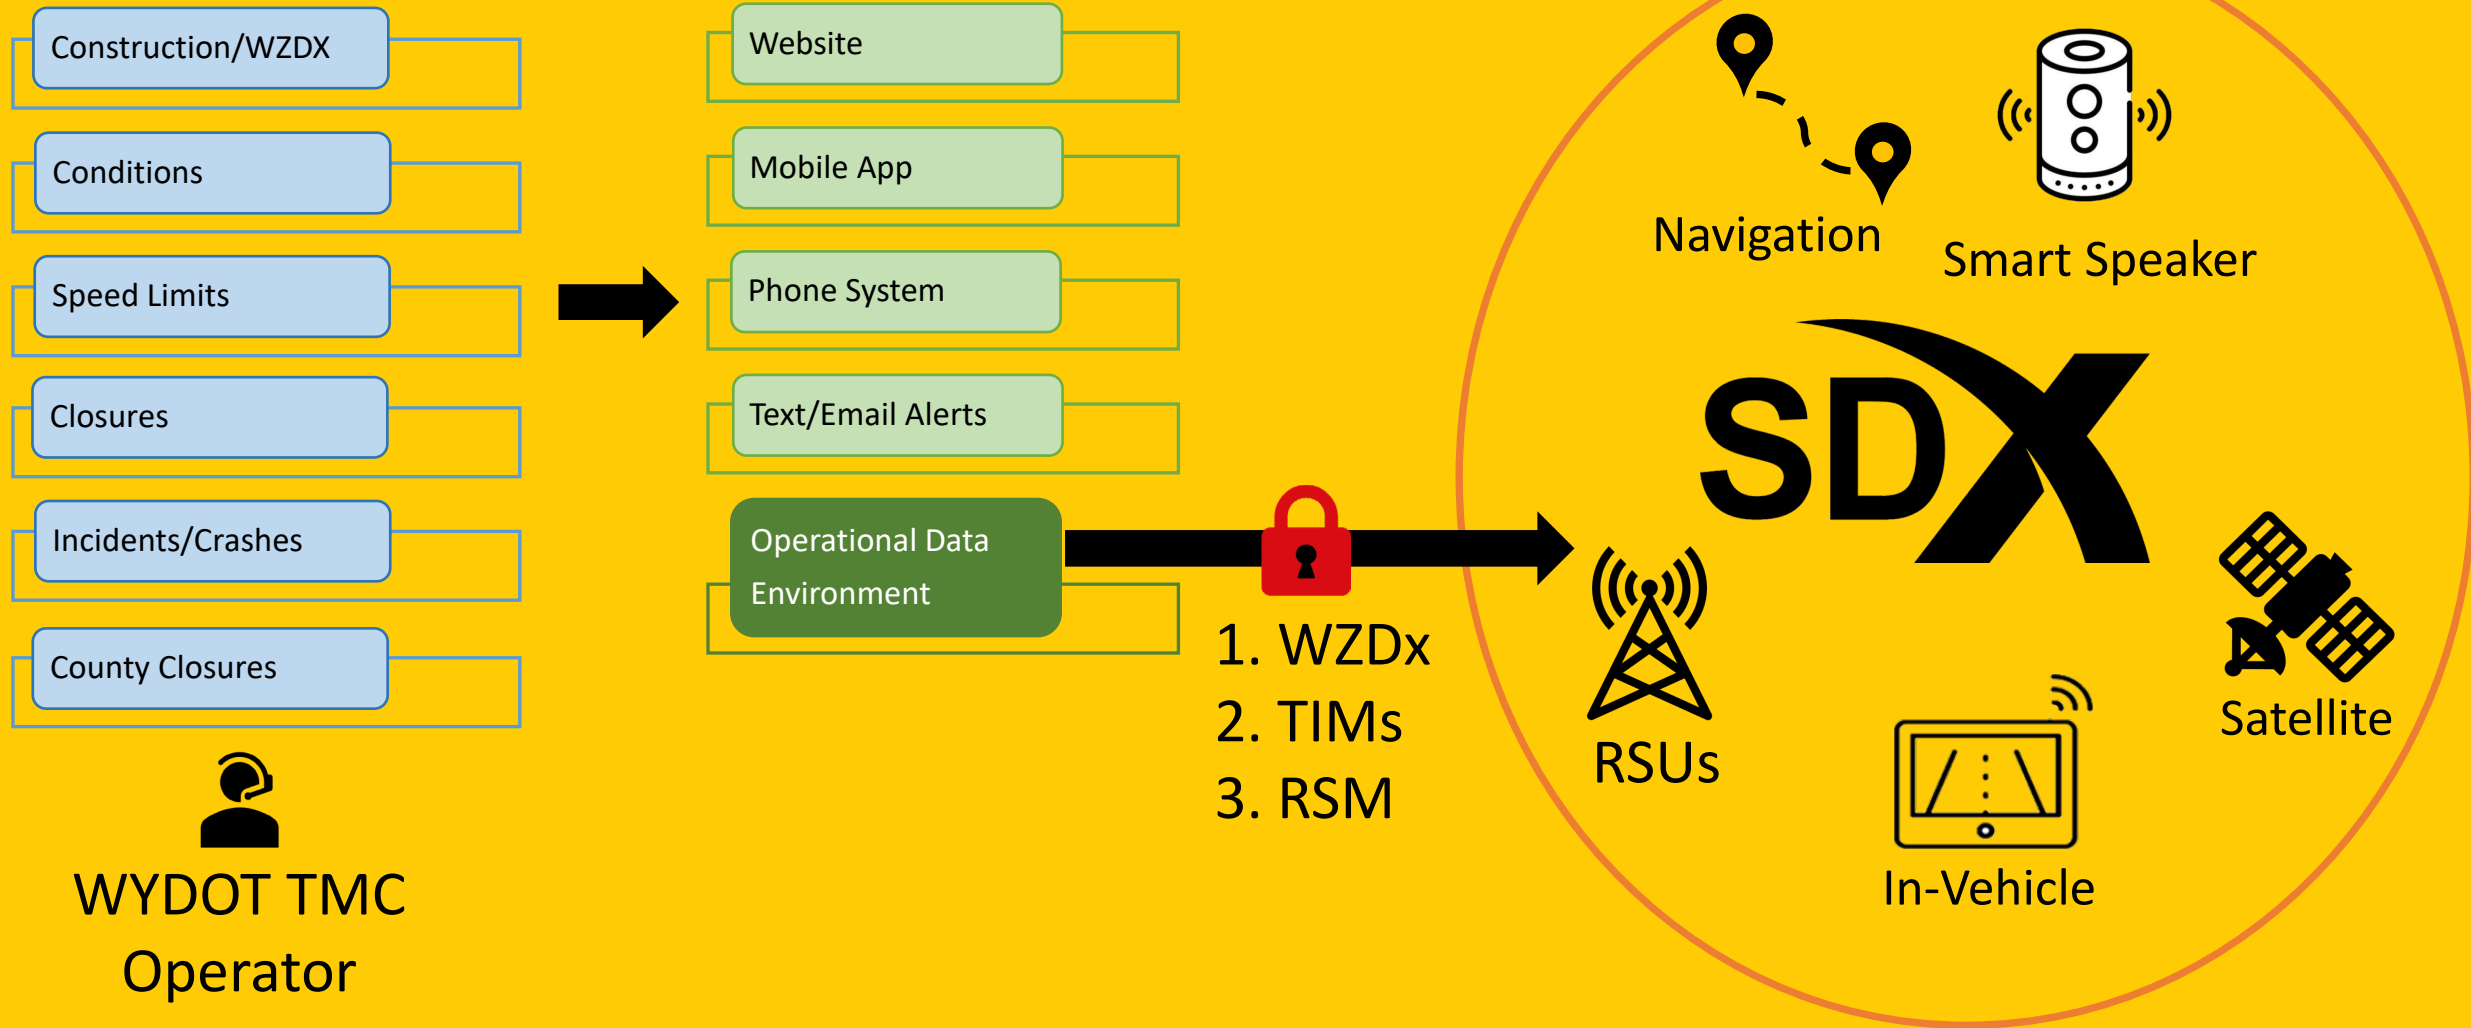 Construction/WZDX
Conditions
Speed Limits
Closures
Incidents/Crashes
County Closures
WYDOT TMC
Operator
Website
Mobile App
Phone System
Text/Email Alerts
Operational Data
Environment
1. WZDx
2. TIMs
3. RSM
Navigation
Smart Speaker
SDX
RSUs
Satellite
In-Vehicle